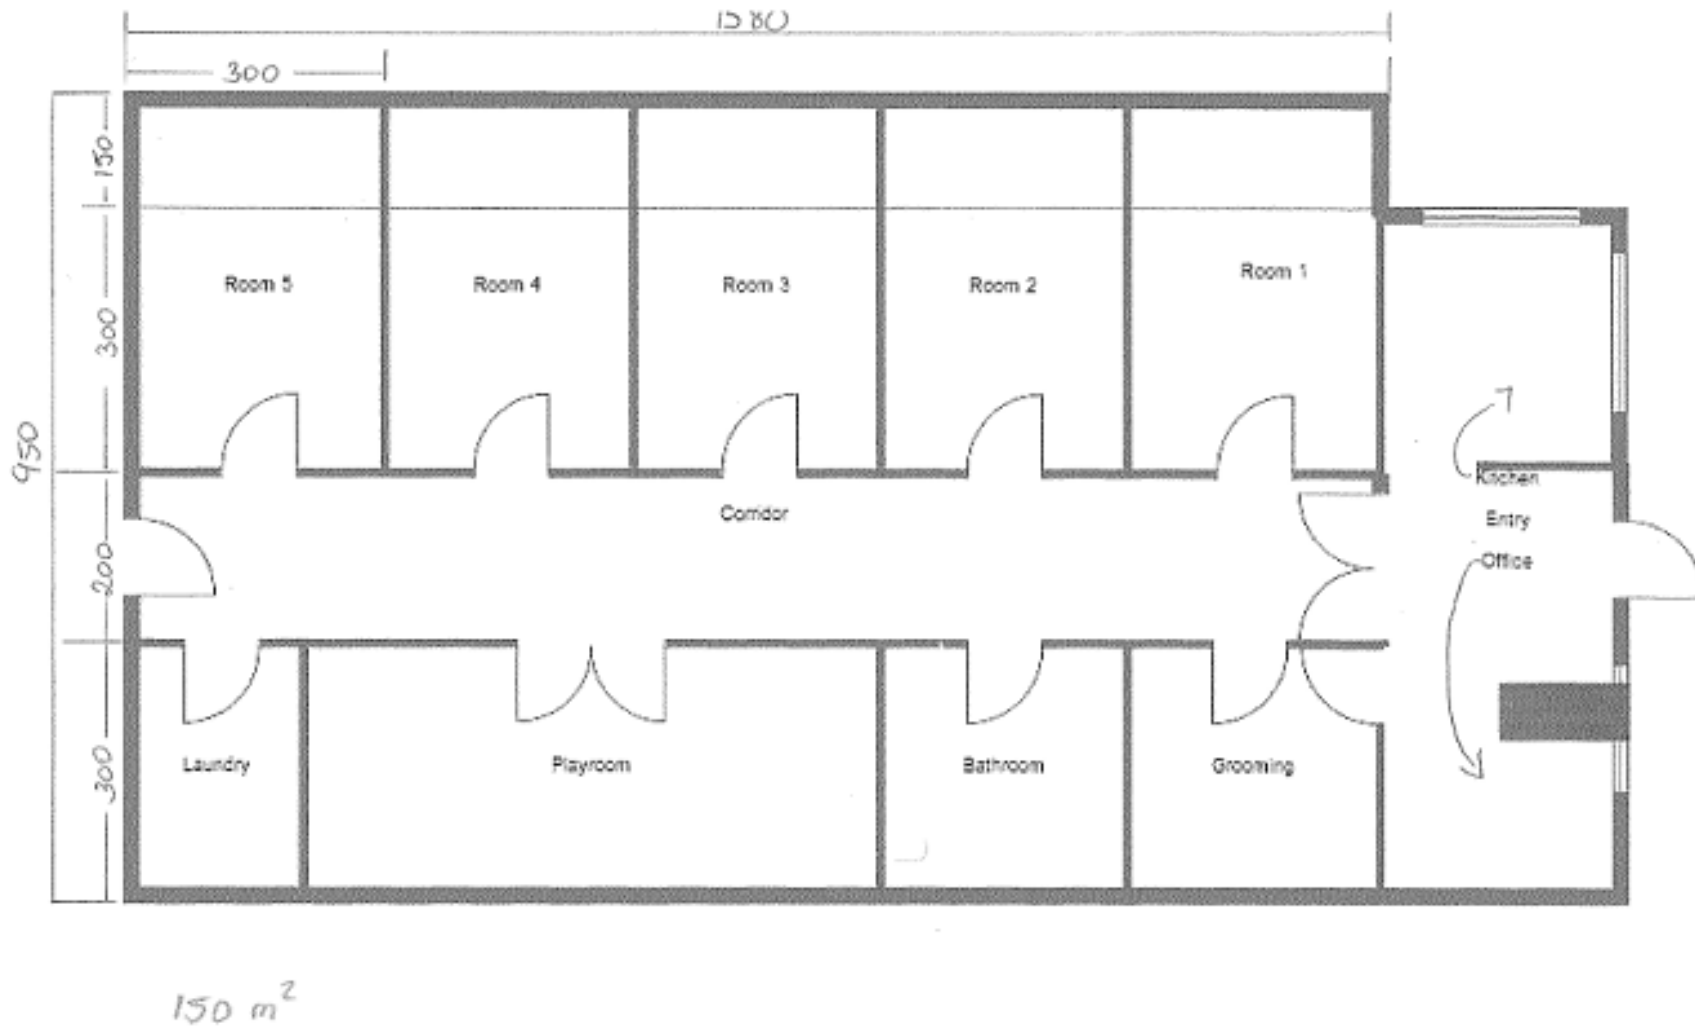 1580
300
150
Room 5
Room 4
Room 3
Room 2
Room 1
300
950
Kitchen
Corridor
Entry
200
Office
Laundry
Playroom
Bathroom
Grooming
300
150 m²